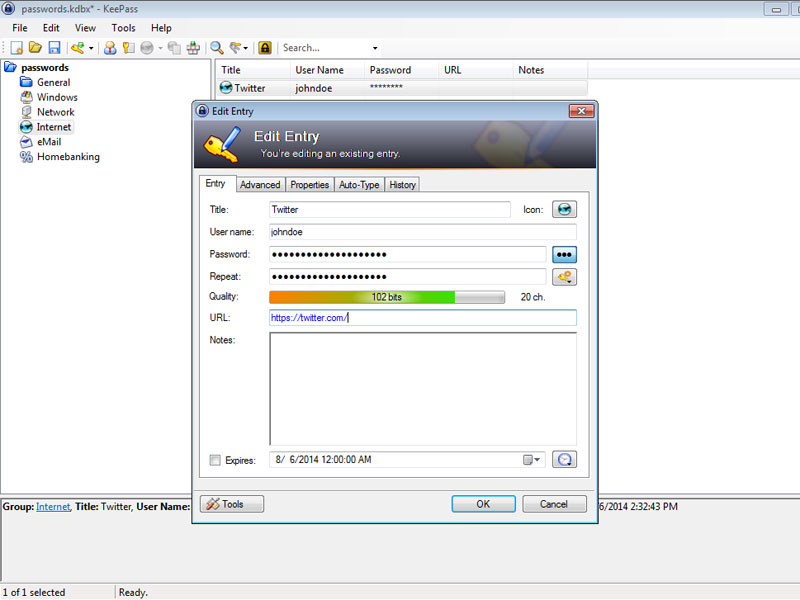 passwords.kdbx* - KeePass
File Edit View Tools Help
Search...
passwords
General
Windows
Network
Internet
eMail
Homebanking
Title User Name Password URL Notes
Twitter johndoe ********
Edit Entry
Edit Entry
You're editing an existing entry.
Entry Advanced Properties Auto-Type History
Title: Twitter Icon:
User name: johndoe
Password: ●●●●●●●●●●●●●●●●●●●● ●●●
Repeat: ●●●●●●●●●●●●●●●●●●●●
Quality: 102 bits 20 ch.
URL: https://twitter.com/
Notes:
Expires: 8/ 6/2014 12:00:00 AM
Tools OK Cancel
Group: Internet, Title: Twitter, User Name: 6/2014 2:32:43 PM
1 of 1 selected Ready.